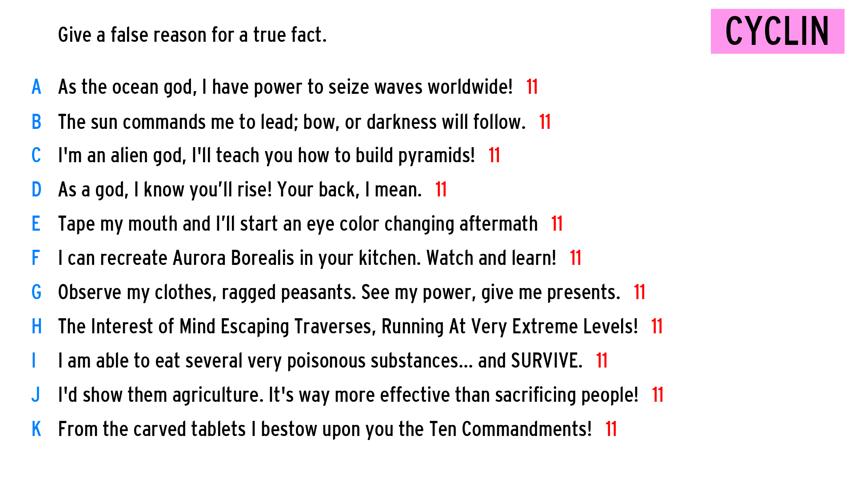 Give a false reason for a true fact.
CYCLIN
A As the ocean god, I have power to seize waves worldwide! 11
B The sun commands me to lead; bow, or darkness will follow. 11
C I'm an alien god, I'll teach you how to build pyramids! 11
D As a god, I know you'll rise! Your back, I mean. 11
E Tape my mouth and I'll start an eye color changing aftermath 11
F I can recreate Aurora Borealis in your kitchen. Watch and learn! 11
G Observe my clothes, ragged peasants. See my power, give me presents. 11
H The Interest of Mind Escaping Traverses, Running At Very Extreme Levels! 11
I I am able to eat several very poisonous substances... and SURVIVE. 11
J I'd show them agriculture. It's way more effective than sacrificing people! 11
K From the carved tablets I bestow upon you the Ten Commandments! 11